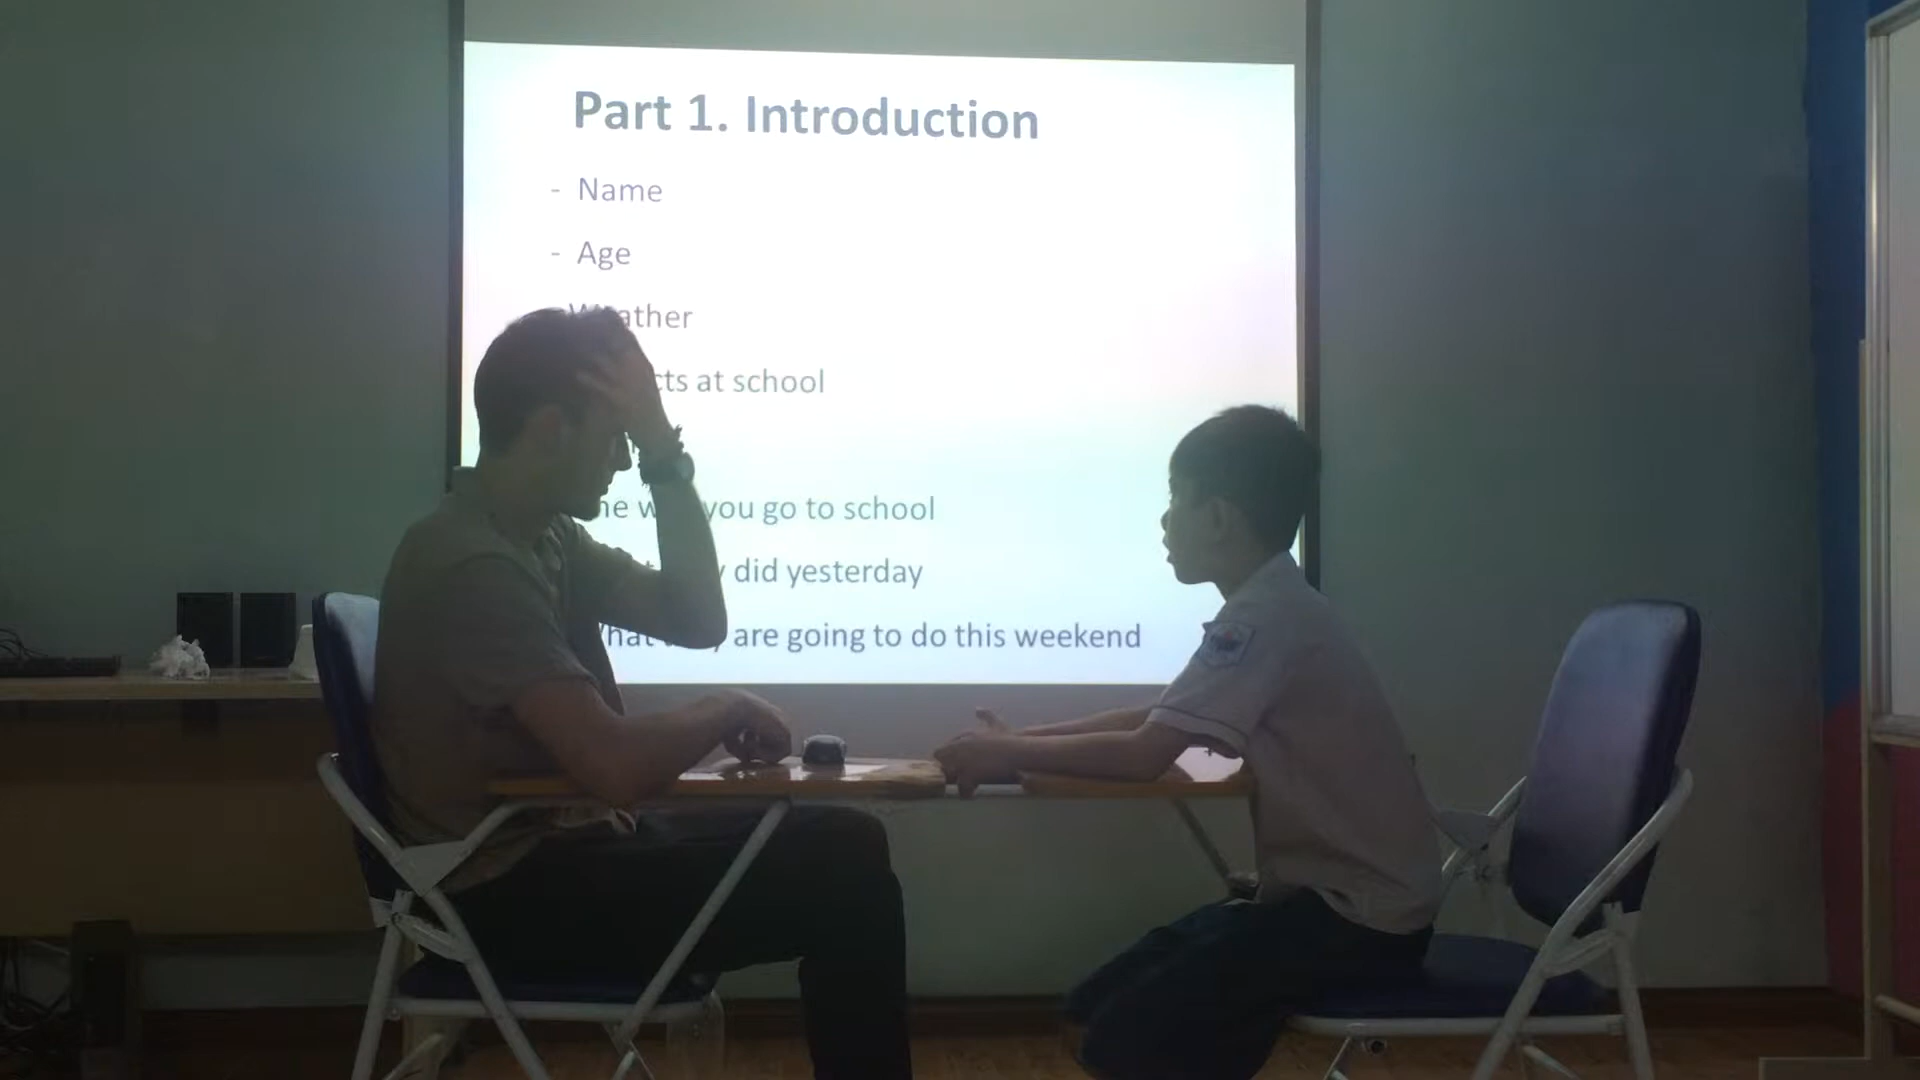 Part 1. Introduction
- Name
- Age
Weather
cts at school
you go to school
did yesterday
are going to do this weekend